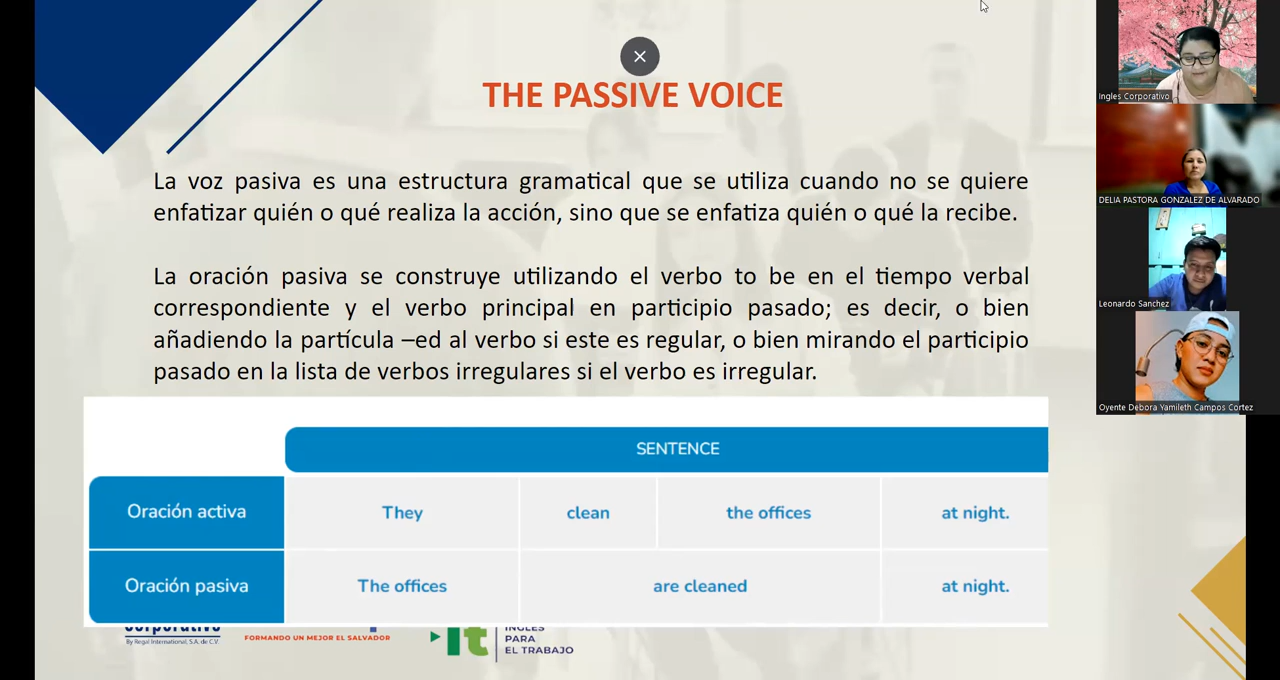 THE PASSIVE VOICE
La voz pasiva es una estructura gramatical que se utiliza cuando no se quiere
enfatizar quién o qué realiza la acción, sino que se enfatiza quién o qué la recibe.
La oración pasiva se construye utilizando el verbo to be en el tiempo verbal
correspondiente y el verbo principal en participio pasado; es decir, o bien
añadiendo la partícula –ed al verbo si este es regular, o bien mirando el participio
pasado en la lista de verbos irregulares si el verbo es irregular.
SENTENCE
Oración activa They clean the offices at night.
Oración pasiva The offices are cleaned at night.
Corporativo
By Regal International, S.A. de C.V.
FORMANDO UN MEJOR EL SALVADOR
it
INGLÉS
PARA
EL TRABAJO
Ingles Corporativo
DELIA PASTORA GONZALEZ DE ALVARADO
Leonardo Sanchez
Oyente Debora Yamileth Campos Cortez